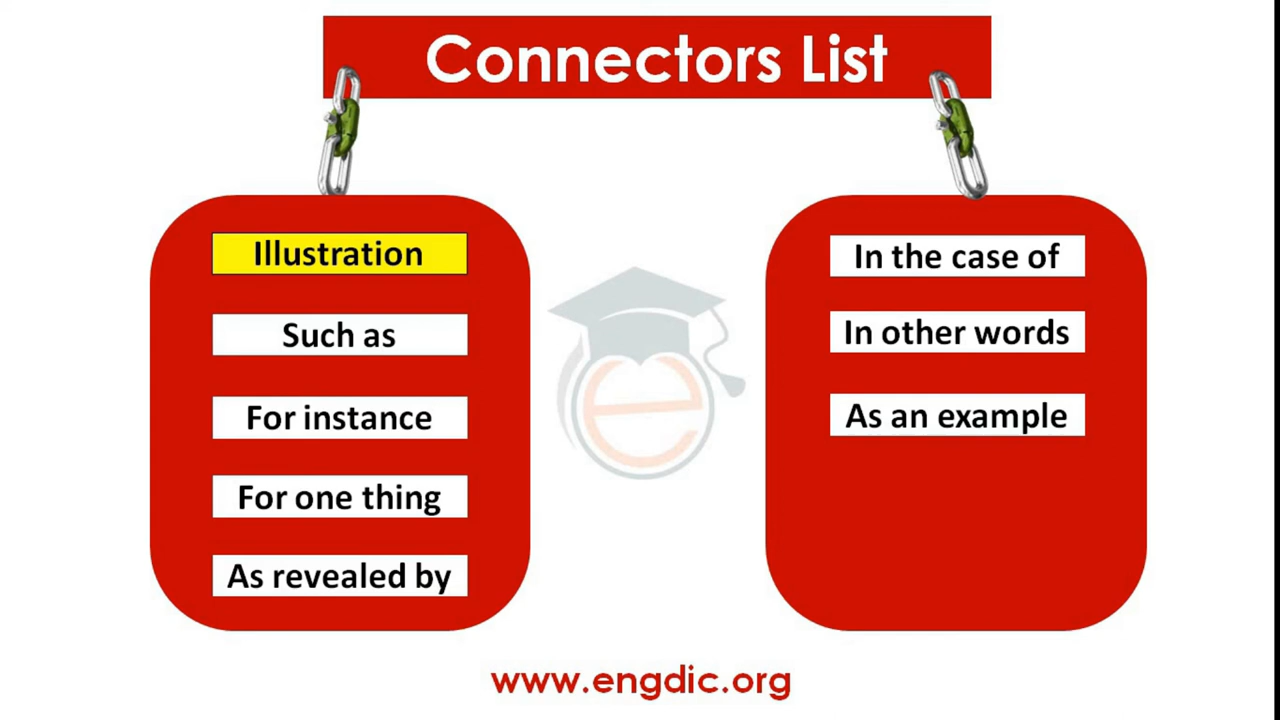 Connectors List
Illustration
Such as
For instance
For one thing
As revealed by
In the case of
In other words
As an example
www.engdic.org